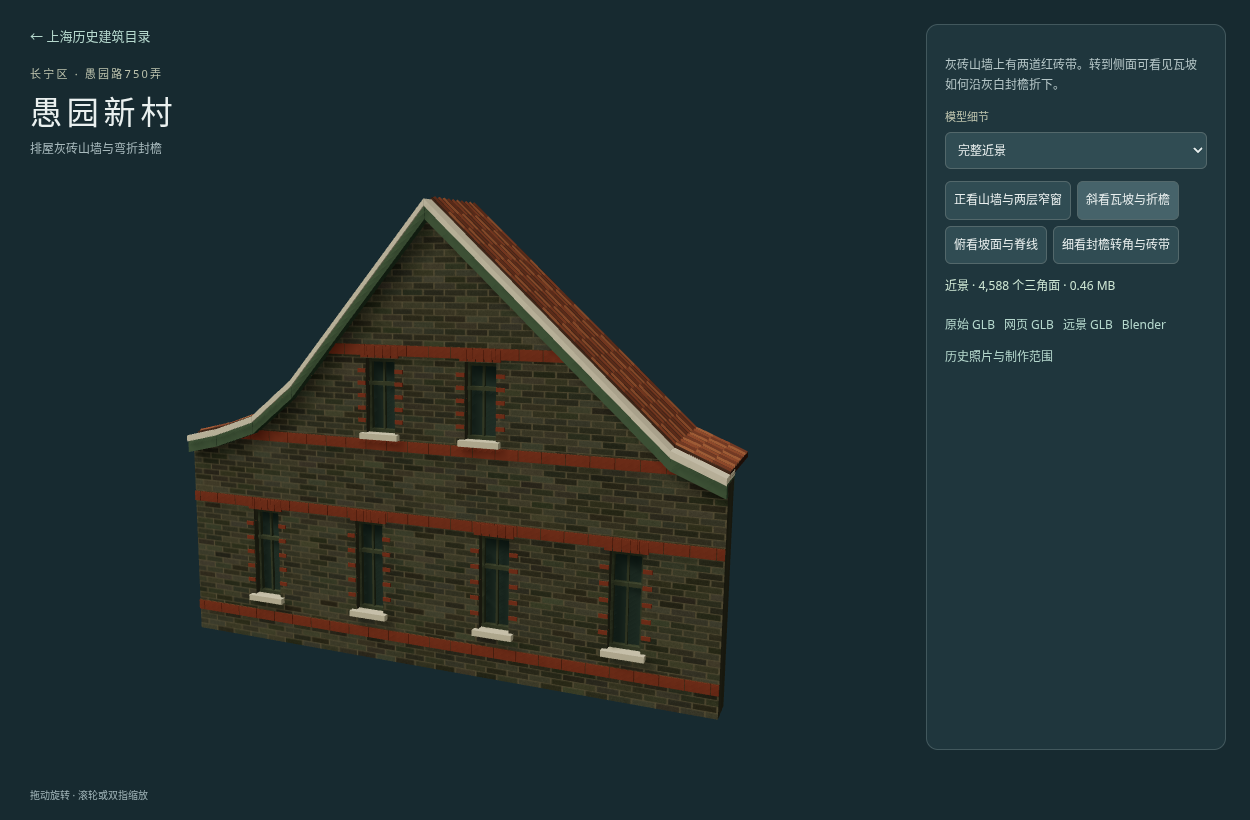 ← 上海历史建筑目录
长宁区 · 愚园路750弄
愚园新村
排屋灰砖山墙与弯折封檐
灰砖山墙上有两道红砖带。转到侧面可看见瓦坡
如何沿灰白封檐折下。
模型细节
完整近景
正看山墙与两层窄窗
斜看瓦坡与折檐
俯看坡面与脊线
细看封檐转角与砖带
近景 · 4,588 个三角面 · 0.46 MB
原始 GLB 网页 GLB 远景 GLB Blender
历史照片与制作范围
拖动旋转 · 滚轮或双指缩放